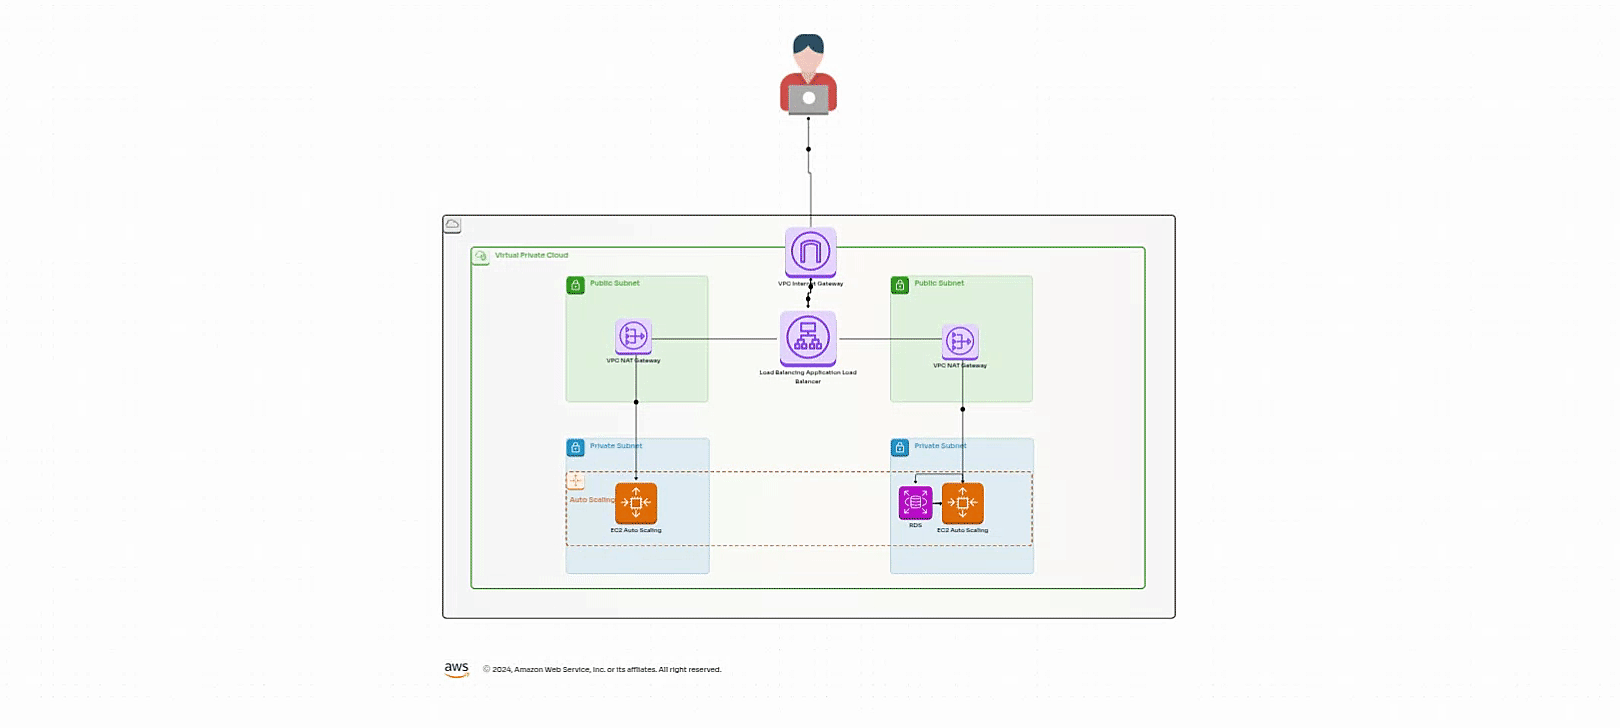 Virtual Private Cloud
Public Subnet
VPC Internet Gateway
Public Subnet
VPC NAT Gateway
Load Balancing Application Load
Balancer
VPC NAT Gateway
Private Subnet
Private Subnet
Auto Scaling
EC2 Auto Scaling
RDS
EC2 Auto Scaling
aws
© 2024, Amazon Web Service, Inc. or its affliates. All right reserved.